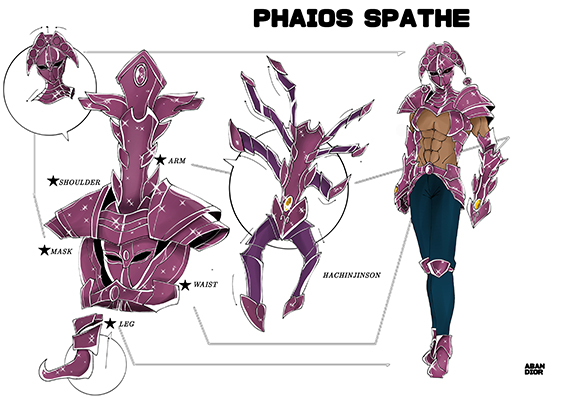 PHAIOS SPATHE
★ARM
★SHOULDER
★MASK
★WAIST
HACHINJINSON
★LEG
ABAN
DIOR